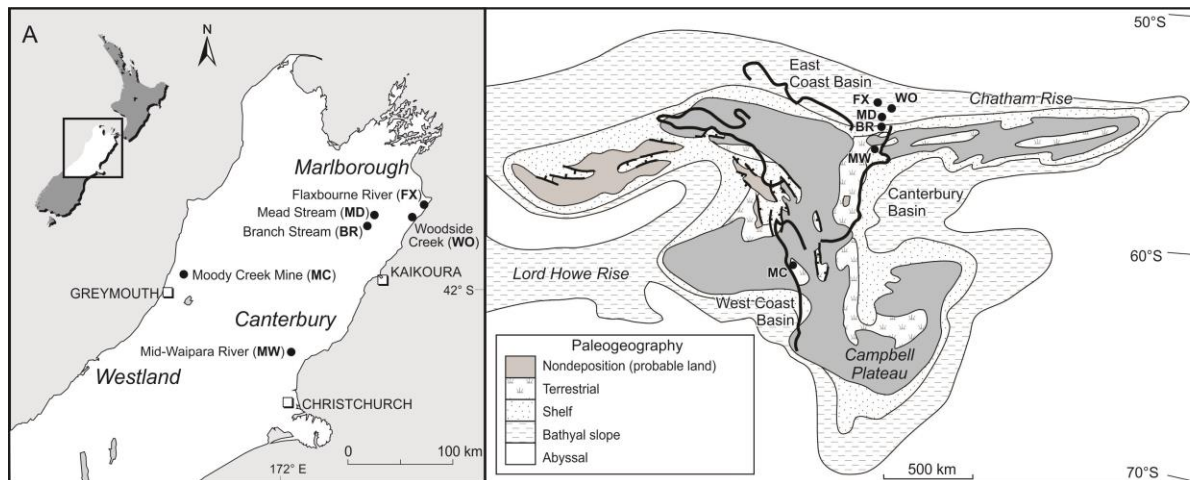 A
N
Marlborough
Flaxbourne River (FX)
Mead Stream (MD)
Branch Stream (BR)
Woodside
Creek (WO)
Moody Creek Mine (MC)
KAIKOURA
GREYMOUTH
42° S
Canterbury
Mid-Waipara River (MW)
Westland
CHRISTCHURCH
0
100 km
172° E
50°S
East
Coast Basin
FX
WO
Chatham Rise
MD
BR
MW
Canterbury
Basin
60°S
Lord Howe Rise
MC
West Coast
Basin
Campbell
Plateau
Paleogeography
Nondeposition (probable land)
Terrestrial
Shelf
Bathyal slope
Abyssal
500 km
70°S